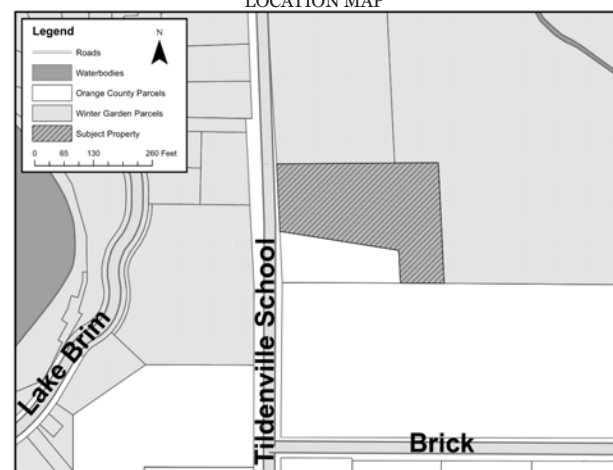 LOCATION MAP
Legend
N
Roads
Waterbodies
Orange County Parcels
Winter Garden Parcels
Subject Property
0 65 130 260 Feet
Tildenville School
Lake Brim
Brick